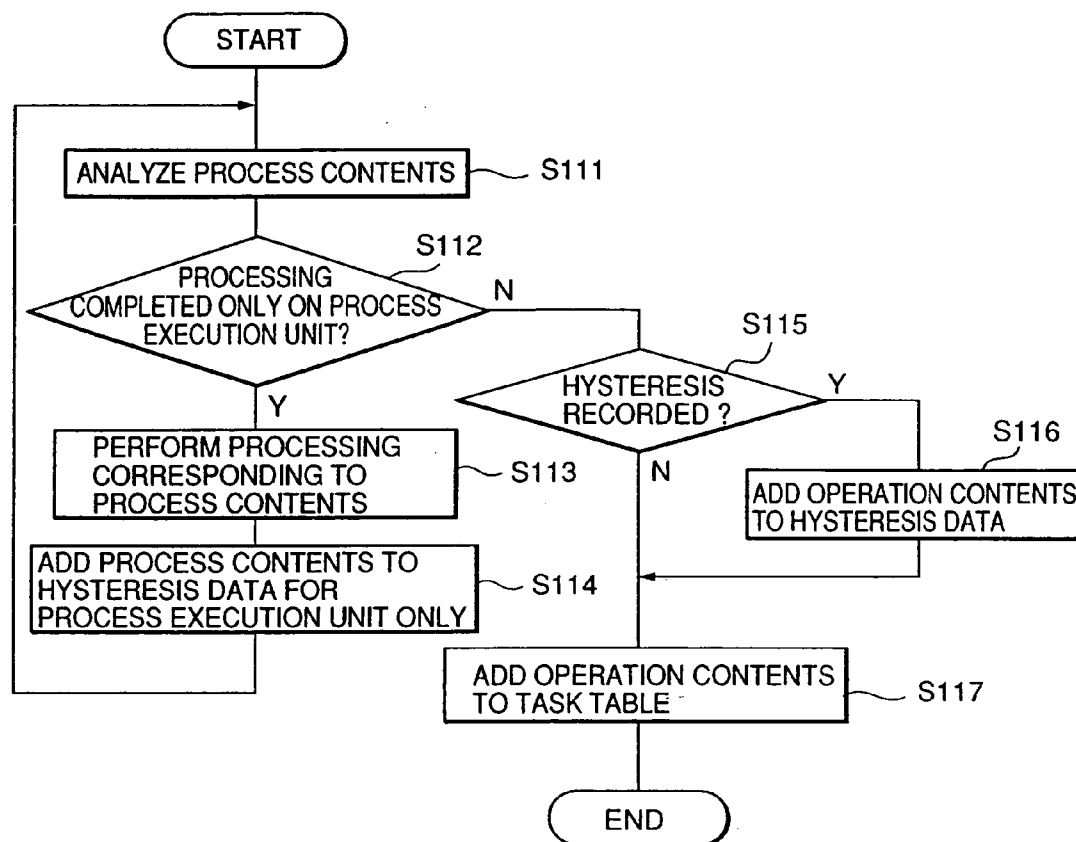 START
ANALYZE PROCESS CONTENTS
S111
S112
PROCESSING
COMPLETED ONLY ON PROCESS
EXECUTION UNIT?
N
Y
S115
HYSTERESIS
RECORDED ?
Y
N
PERFORM PROCESSING
CORRESPONDING TO
PROCESS CONTENTS
S113
S116
ADD OPERATION CONTENTS
TO HYSTERESIS DATA
ADD PROCESS CONTENTS TO
HYSTERESIS DATA FOR
PROCESS EXECUTION UNIT ONLY
S114
ADD OPERATION CONTENTS
TO TASK TABLE
S117
END